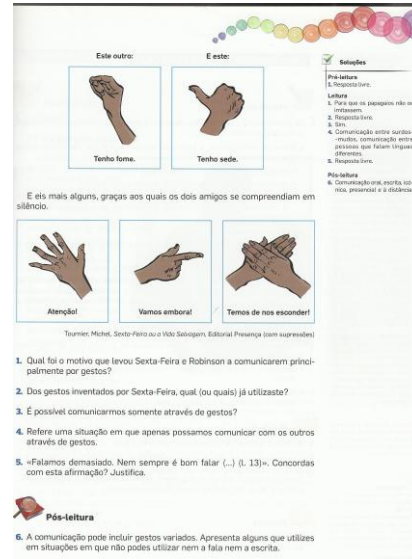 Este outro:
E este:
Tenho fome.
Tenho sede.
E eis mais alguns, graças aos quais os dois amigos se compreendiam em
silêncio.
Atenção!
Vamos embora!
Temos de nos esconder!
Tournier, Michel, Sexta-Feira ou a Vida Selvagem, Editorial Presença (com supressões)
1. Qual foi o motivo que levou Sexta-Feira e Robinson a comunicarem princi-
palmente por gestos?
2. Dos gestos inventados por Sexta-Feira, qual (ou quais) já utilizaste?
3. É possível comunicarmos somente através de gestos?
4. Refere uma situação em que apenas possamos comunicar com os outros
através de gestos.
5. «Falamos demasiado. Nem sempre é bom falar (...) (l. 13)». Concordas
com esta afirmação? Justifica.
Pós-leitura
6. A comunicação pode incluir gestos variados. Apresenta alguns que utilizes
em situações em que não podes utilizar nem a fala nem a escrita.
Soluções
Pré-leitura
1. Resposta livre.
Leitura
1. Para que os papagaios não os
imitassem.
2. Resposta livre.
3. Sim.
4. Comunicação entre surdos
-mudos, comunicação entre
pessoas que falam línguas
diferentes.
5. Resposta livre.
Pós-leitura
6. Comunicação oral, escrita, icó-
nica, presencial e à distância